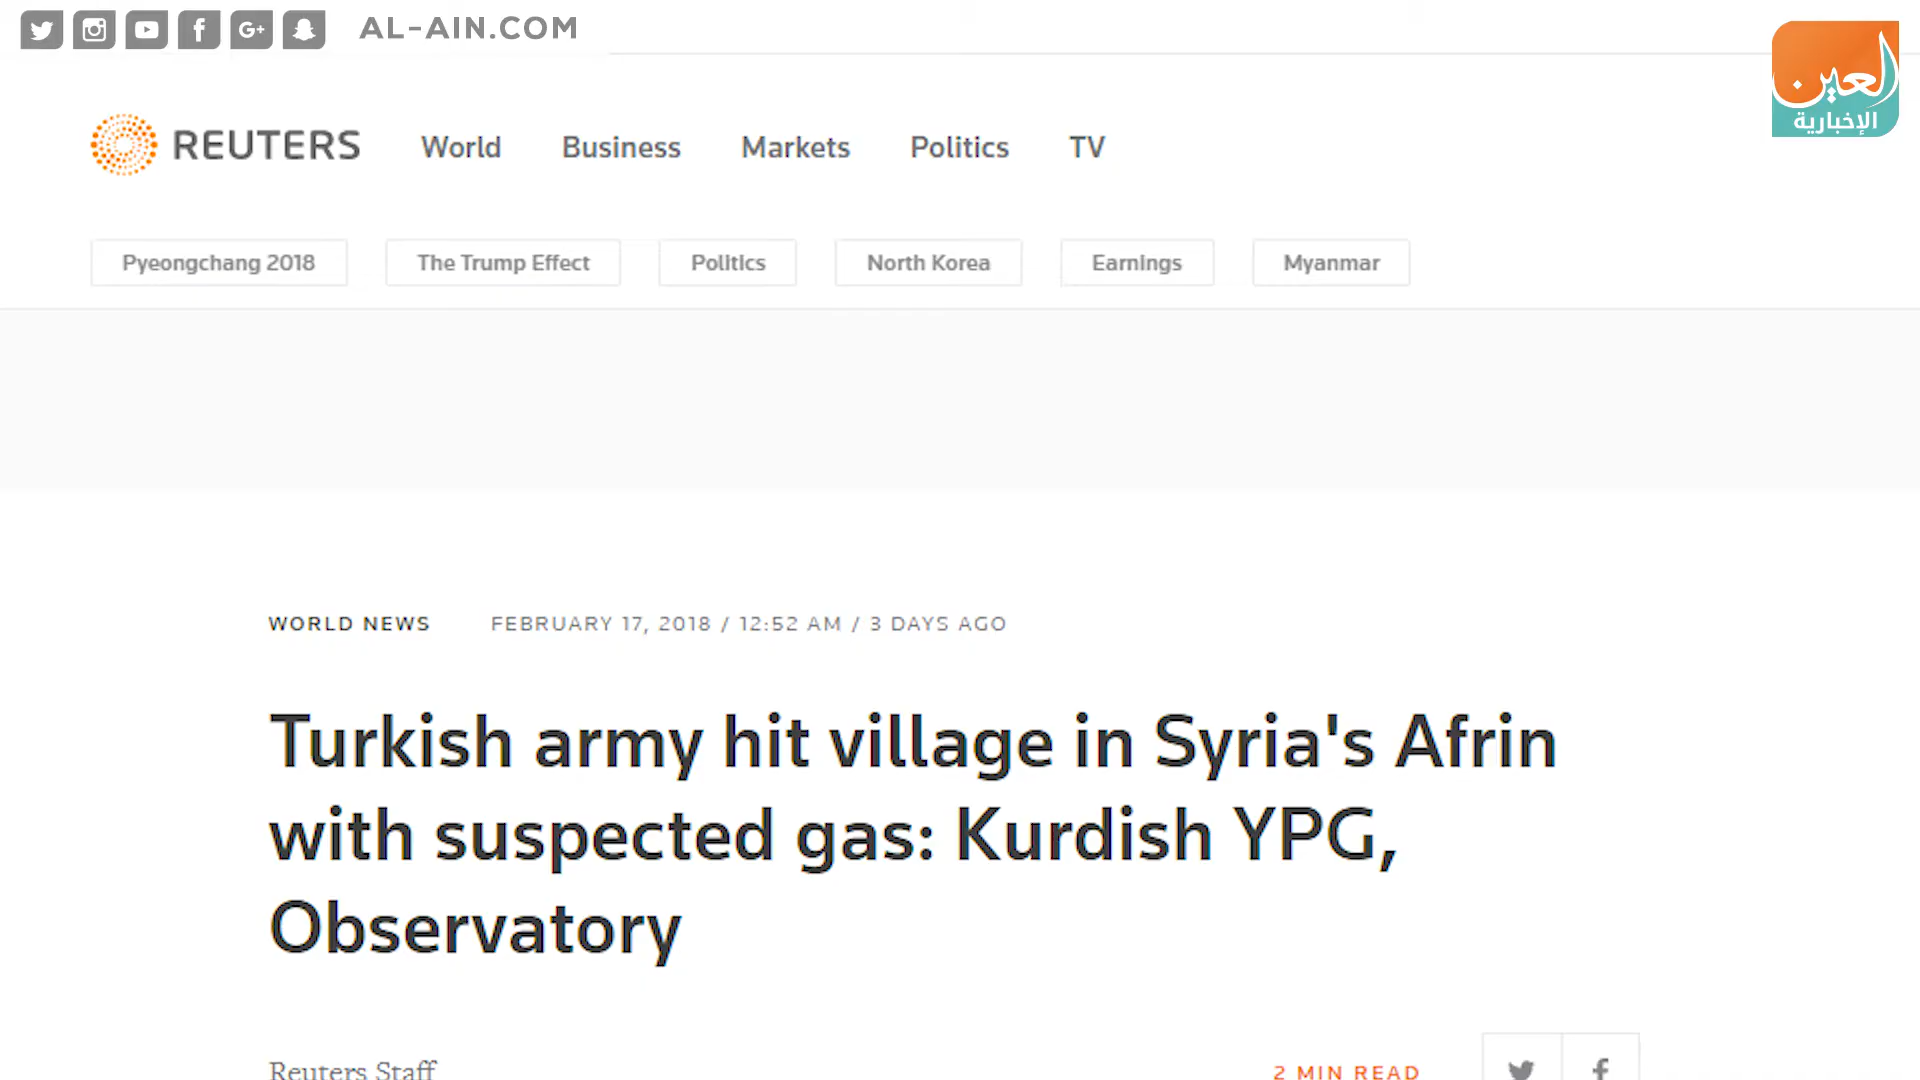 AL-AIN.COM
العين
الإخبارية
REUTERS World Business Markets Politics TV
Pyeongchang 2018 The Trump Effect Politics North Korea Earnings Myanmar
WORLD NEWS FEBRUARY 17, 2018 / 12:52 AM / 3 DAYS AGO
Turkish army hit village in Syria's Afrin
with suspected gas: Kurdish YPG,
Observatory
Reuters Staff 2 MIN READ